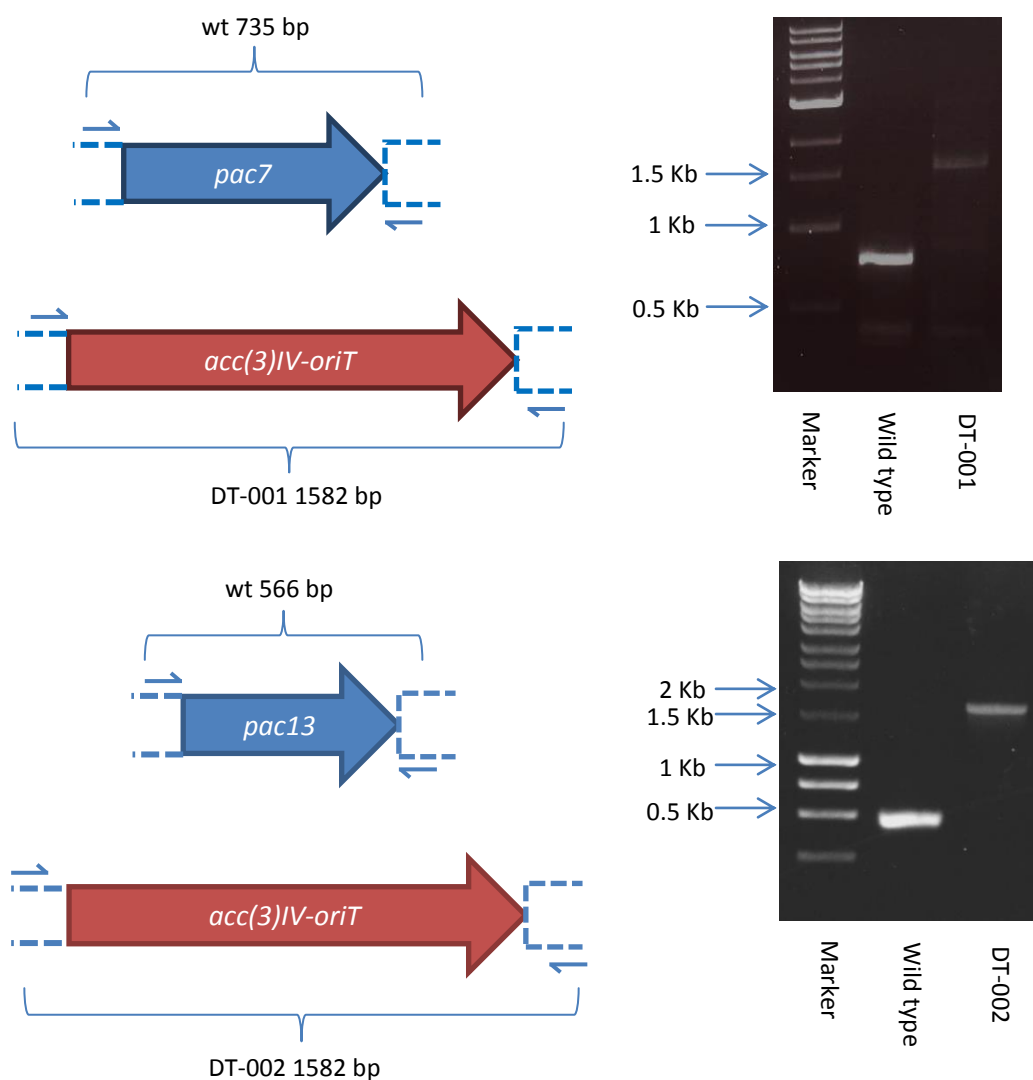 wt 735 bp
pac7
acc(3)IV-oriT
DT-001 1582 bp
1.5 Kb
1 Kb
0.5 Kb
Marker
Wild type
DT-001
wt 566 bp
pac13
acc(3)IV-oriT
DT-002 1582 bp
2 Kb
1.5 Kb
1 Kb
0.5 Kb
Marker
Wild type
DT-002